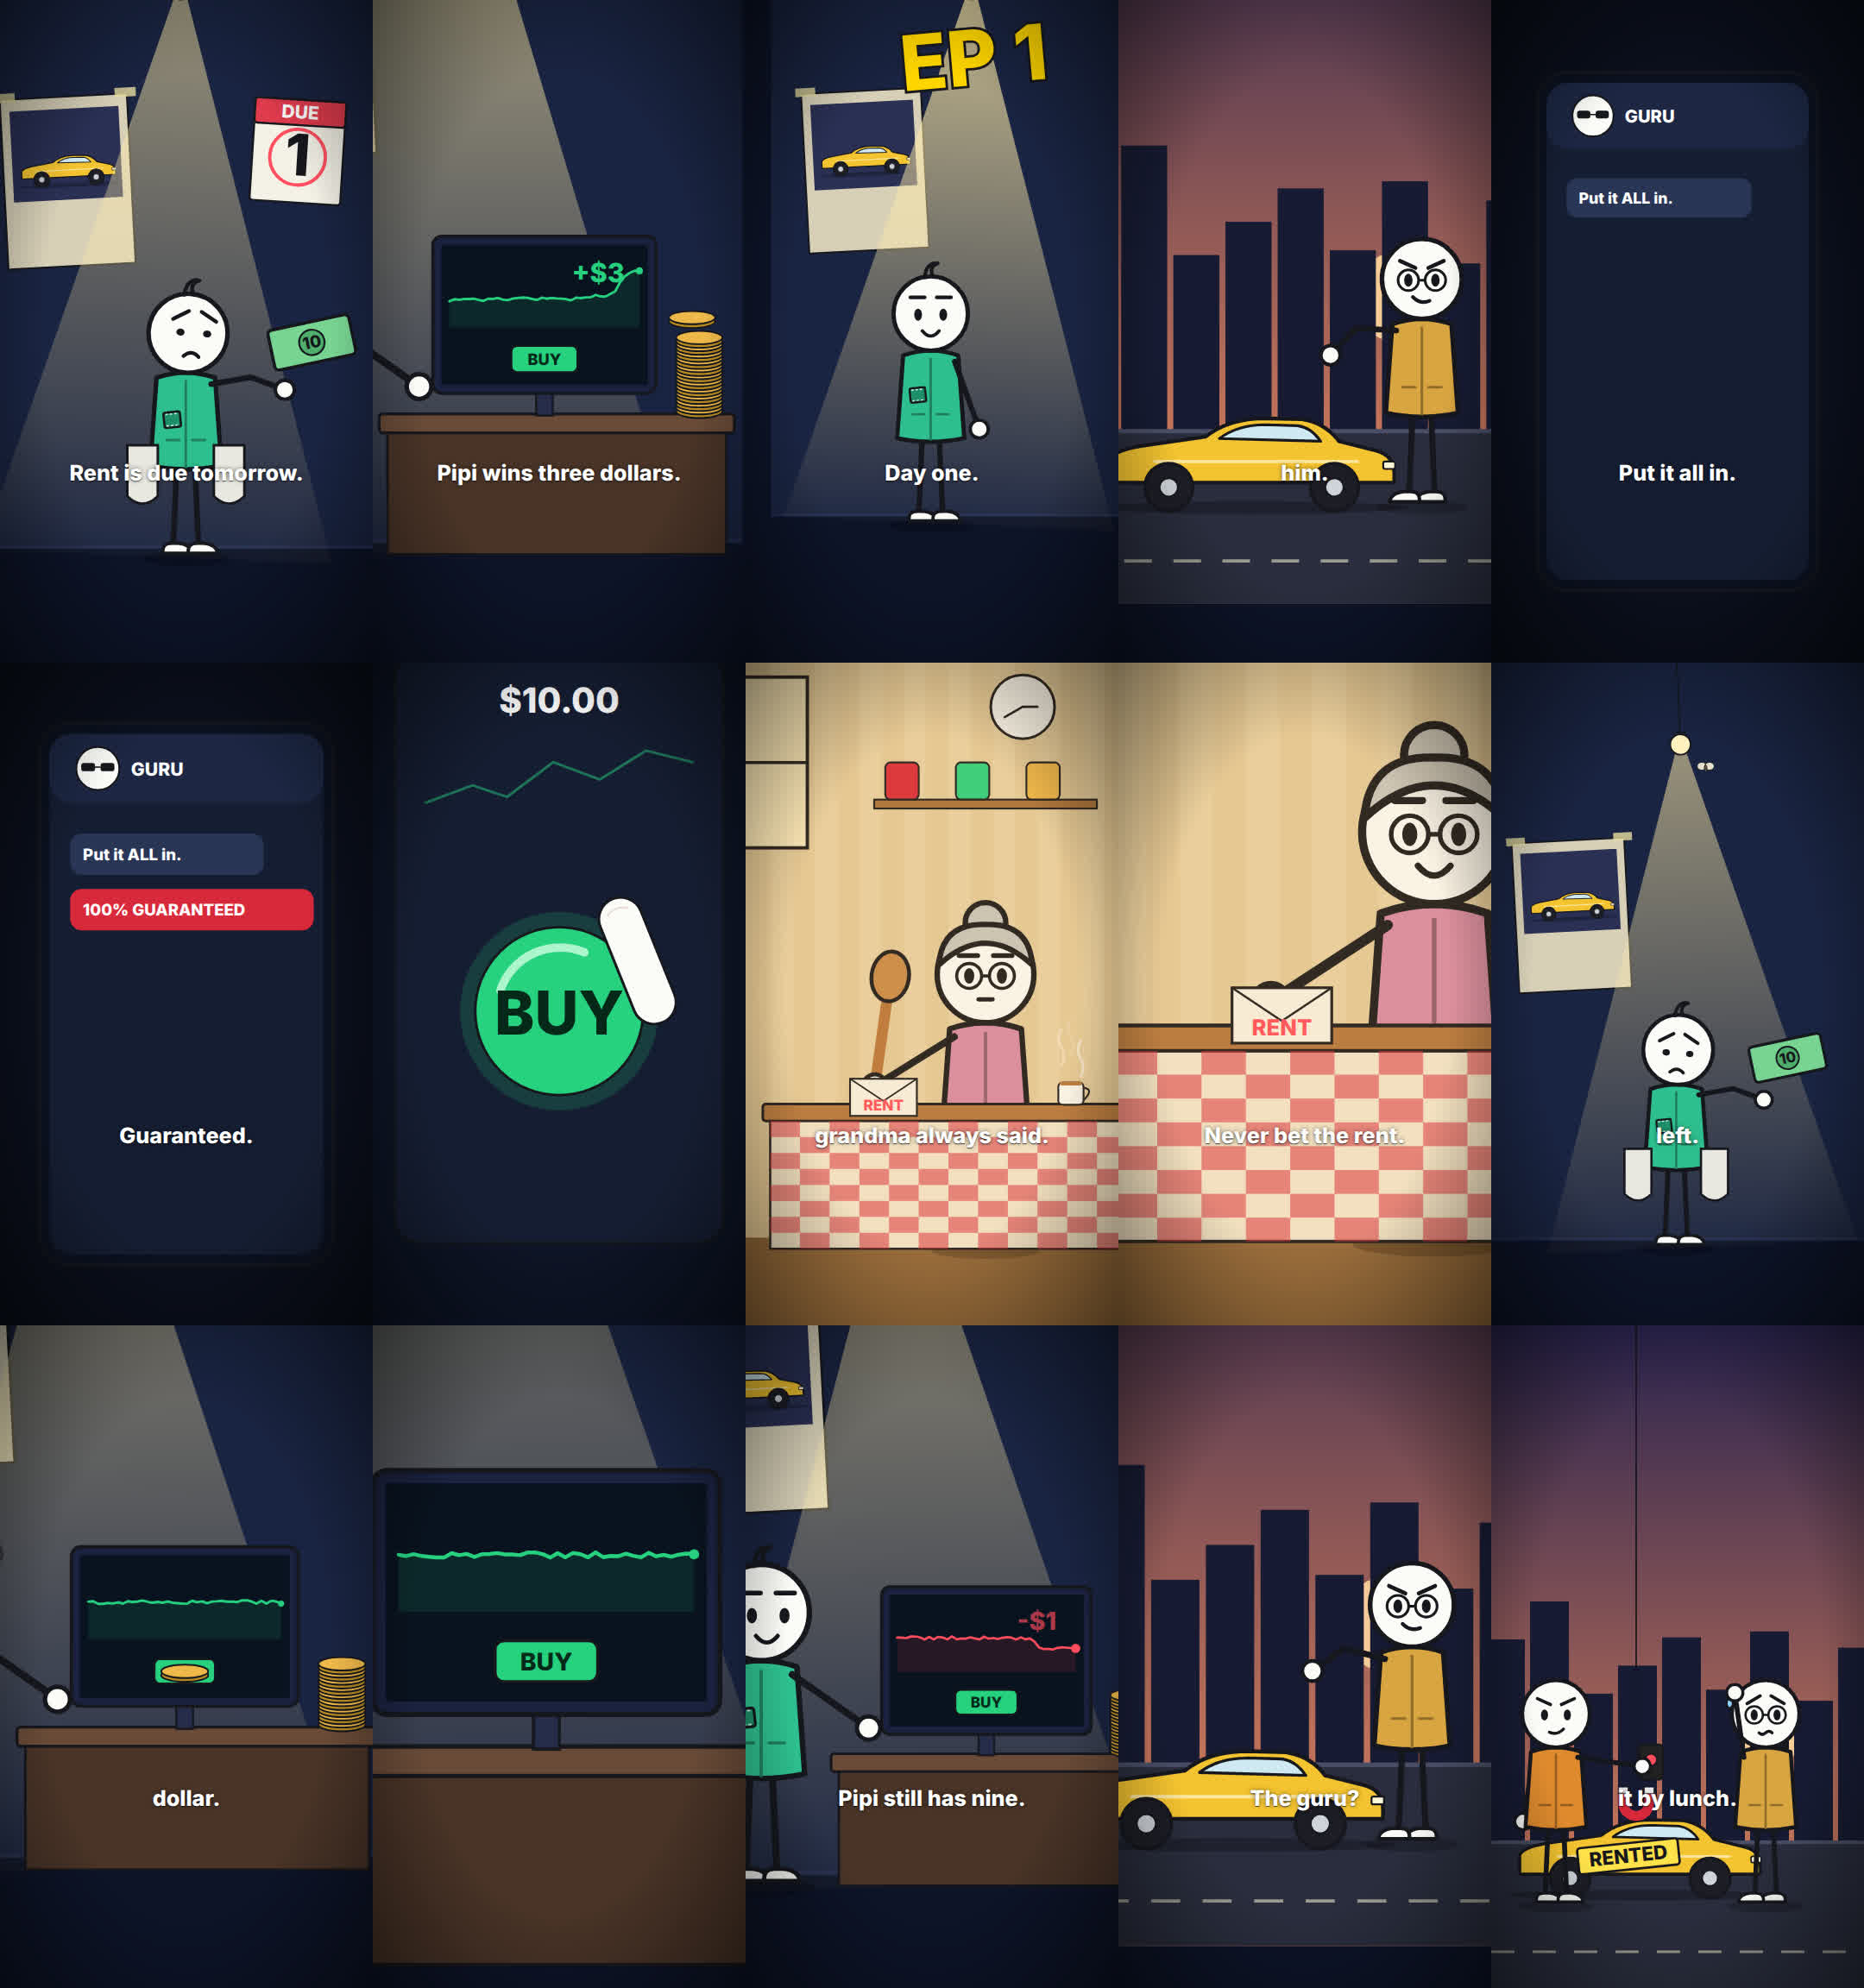 DUE
1
10
Rent is due tomorrow.
+$3
BUY
Pipi wins three dollars.
EP 1
Day one.
him.
GURU
Put it ALL in.
Put it all in.
GURU
Put it ALL in.
100% GUARANTEED
Guaranteed.
$10.00
BUY
RENT
grandma always said.
RENT
Never bet the rent.
10
left.
dollar.
BUY
-$1
BUY
Pipi still has nine.
The guru?
it by lunch.
RENTED